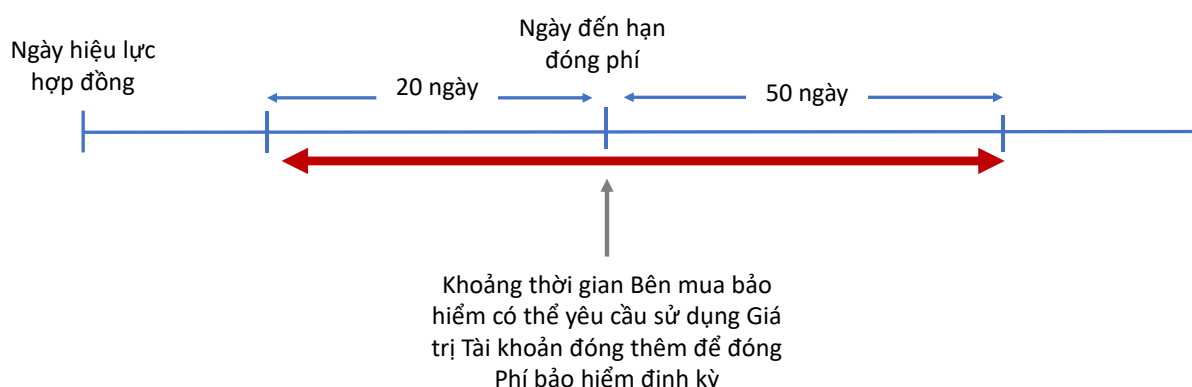 Ngày hiệu lực
hợp đồng
Ngày đến hạn
đóng phí
20 ngày
50 ngày
Khoảng thời gian Bên mua bảo
hiểm có thể yêu cầu sử dụng Giá
trị Tài khoản đóng thêm để đóng
Phí bảo hiểm định kỳ